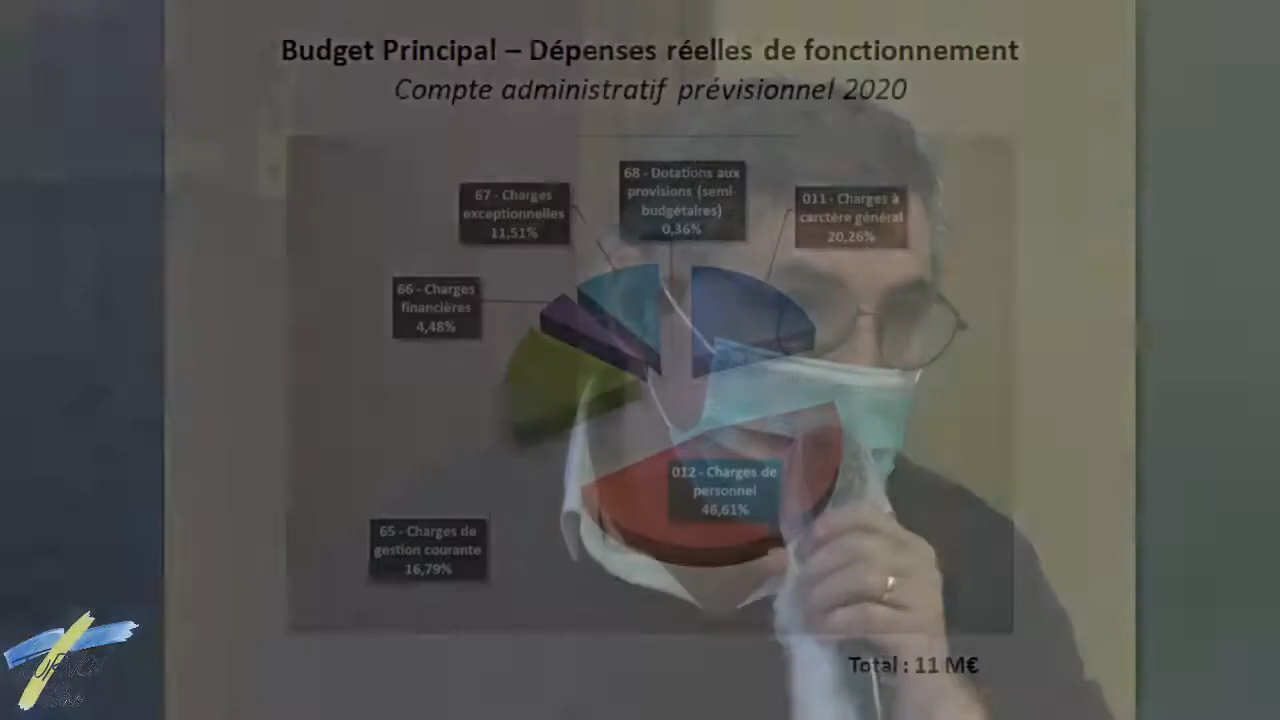 Budget Principal – Dépenses réelles de fonctionnement
Compte administratif prévisionnel 2020
68 - Dotations aux
provisions (semi-
budgétaires)
0,36%
67 - Charges
exceptionnelles
11,51%
011 - Charges à
carctère général
20,26%
66 - Charges
financières
4,48%
012 - Charges de
personnel
46,61%
65 - Charges de
gestion courante
16,79%
Total : 11 M€